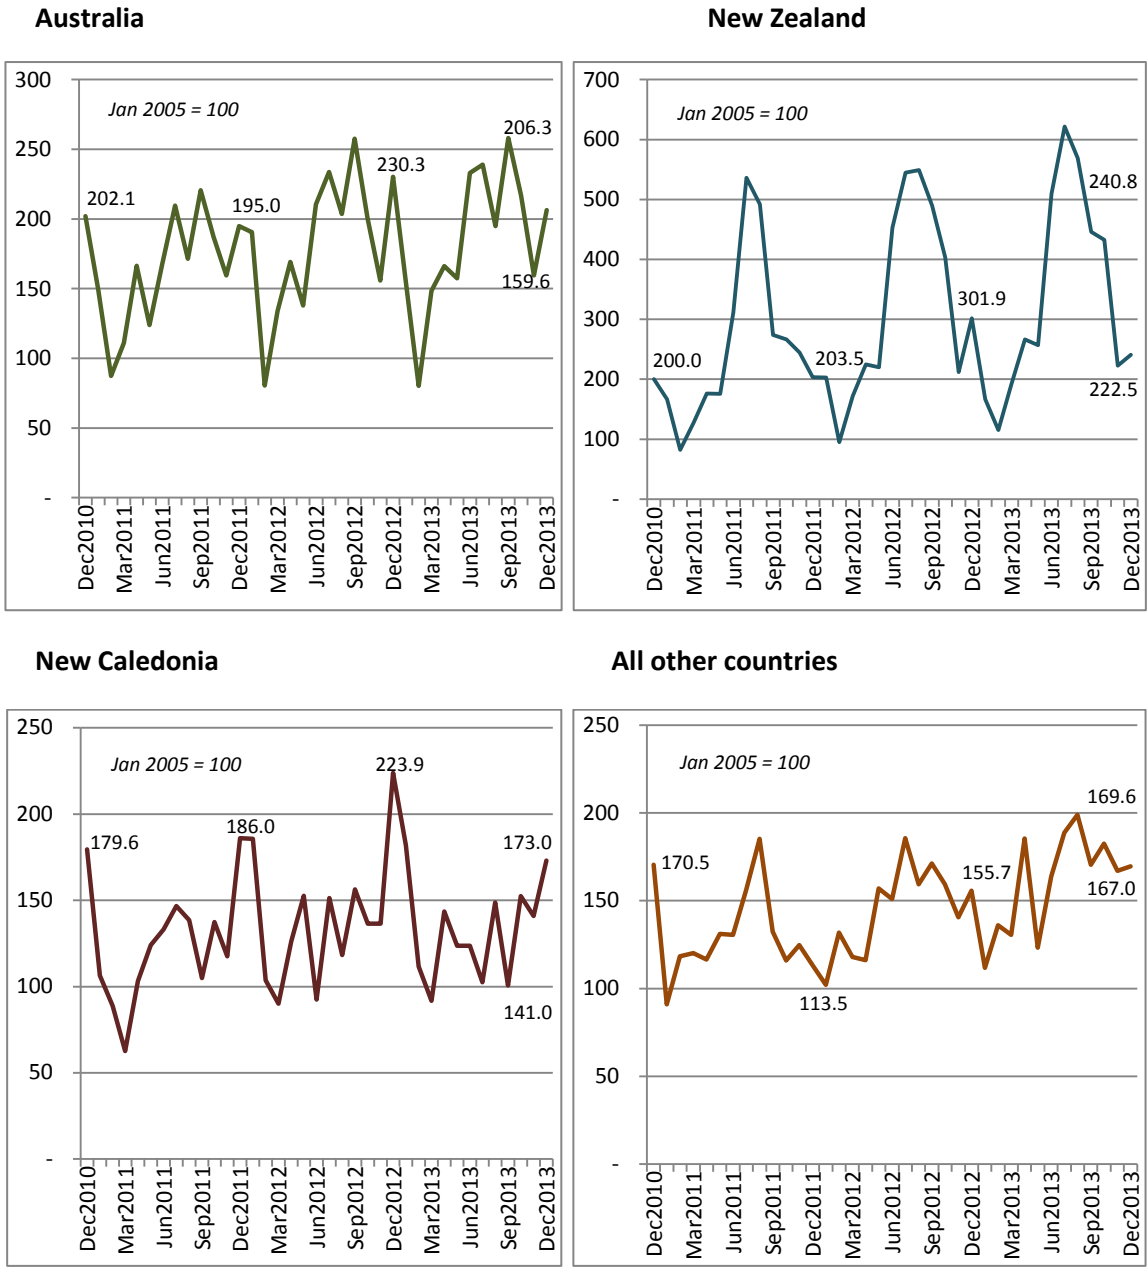 Australia
300
250
200
150
100
50
-
Jan 2005 = 100
202.1
195.0
230.3
206.3
159.6
Dec2010
Mar2011
Jun2011
Sep2011
Dec2011
Mar2012
Jun2012
Sep2012
Dec2012
Mar2013
Jun2013
Sep2013
Dec2013
New Zealand
700
600
500
400
300
200
100
-
Jan 2005 = 100
200.0
203.5
301.9
240.8
222.5
Dec2010
Mar2011
Jun2011
Sep2011
Dec2011
Mar2012
Jun2012
Sep2012
Dec2012
Mar2013
Jun2013
Sep2013
Dec2013
New Caledonia
250
200
150
100
50
-
Jan 2005 = 100
179.6
186.0
223.9
173.0
141.0
Dec2010
Mar2011
Jun2011
Sep2011
Dec2011
Mar2012
Jun2012
Sep2012
Dec2012
Mar2013
Jun2013
Sep2013
Dec2013
All other countries
250
200
150
100
50
-
Jan 2005 = 100
170.5
113.5
155.7
169.6
167.0
Dec2010
Mar2011
Jun2011
Sep2011
Dec2011
Mar2012
Jun2012
Sep2012
Dec2012
Mar2013
Jun2013
Sep2013
Dec2013